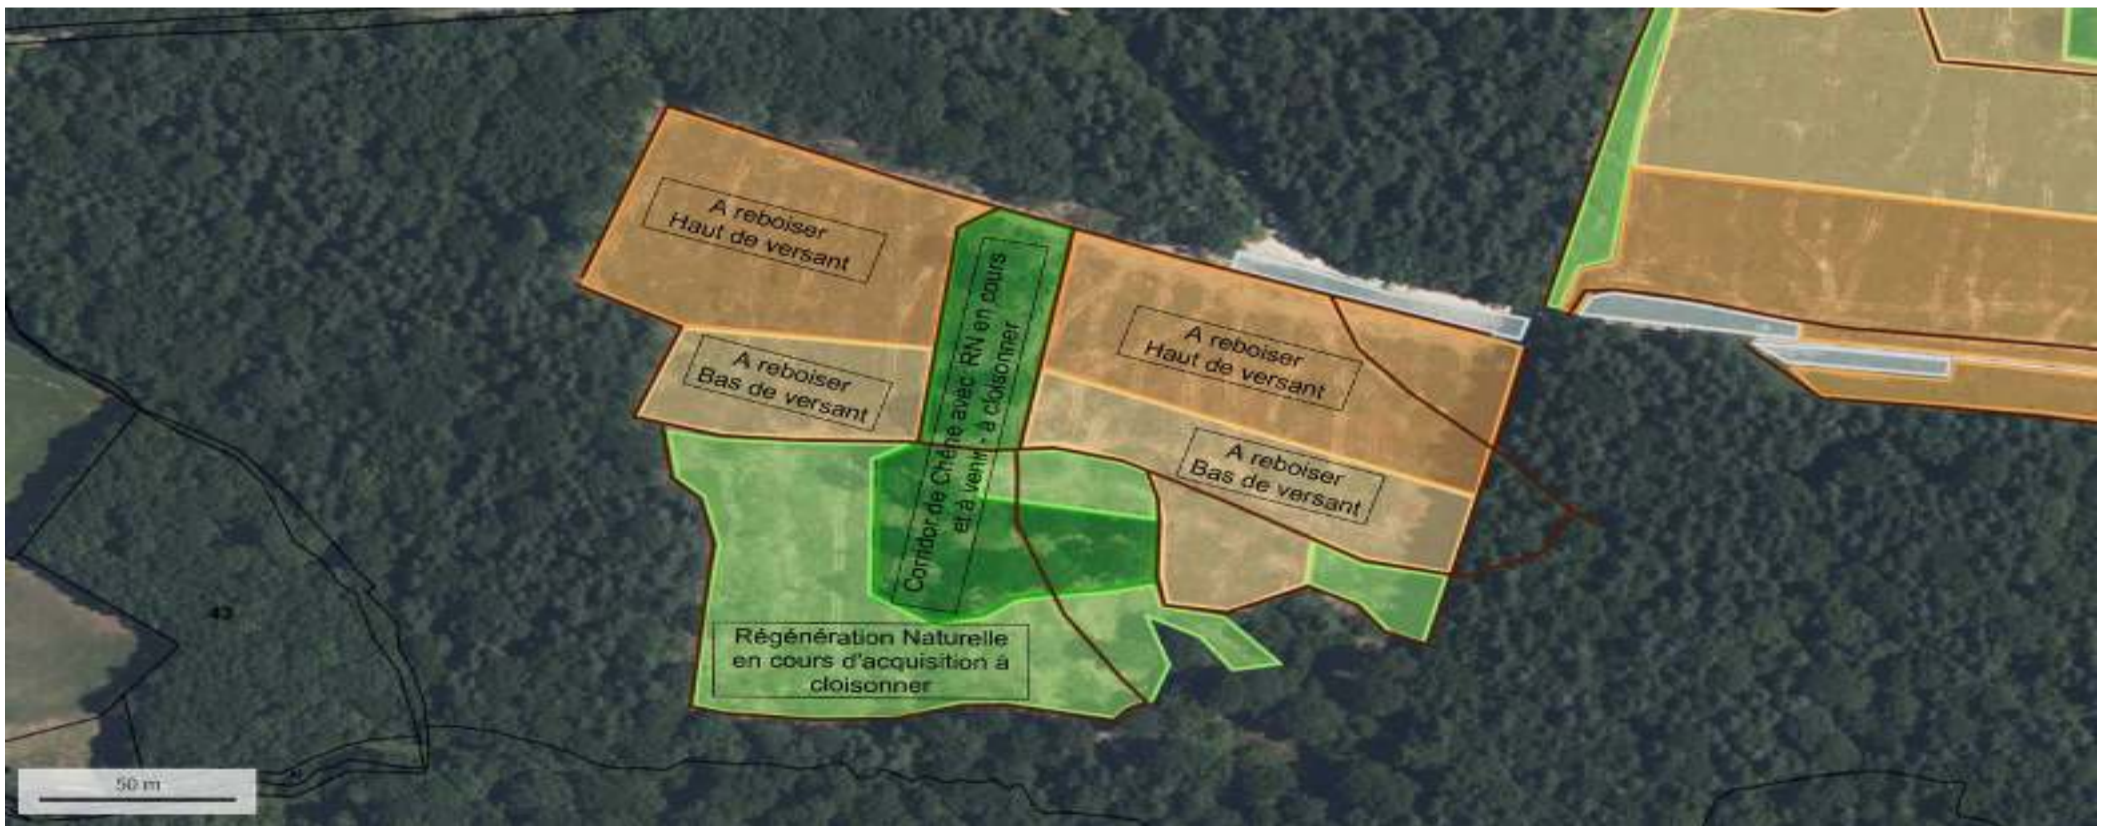 A reboiser
Haut de versant
A reboiser
Bas de versant
Corridor de Chêne avec RN en cours
et à venir - à cloisonner
A reboiser
Haut de versant
A reboiser
Bas de versant
Régénération Naturelle
en cours d'acquisition à
cloisonner
43
50 m